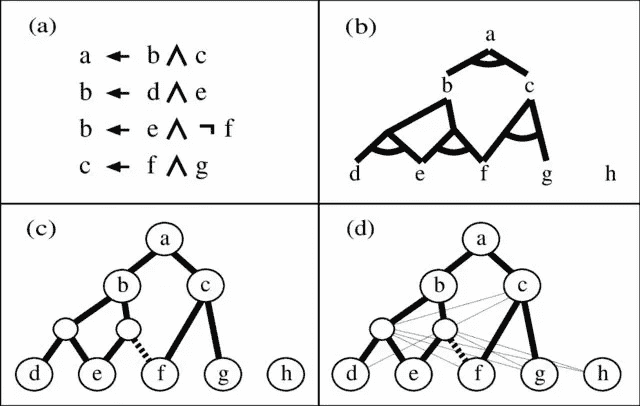 (a)
a ← b ∧ c
b ← d ∧ e
b ← e ∧ ¬ f
c ← f ∧ g
(b)
a
b c
d e f g h
(c)
a
b c
d e f g h
(d)
a
b c
d e f g h